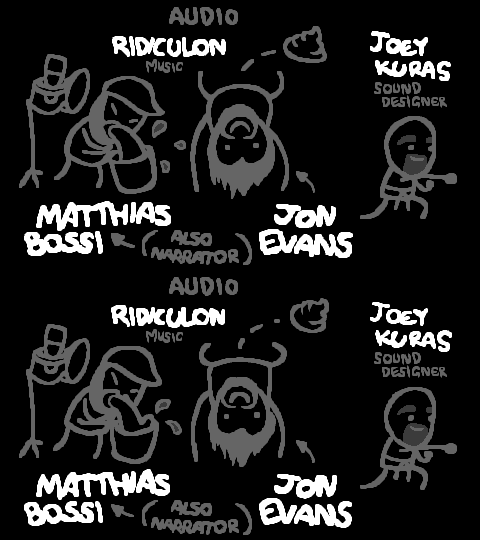 AUDIO
RIDICULON
MUSIC
JOEY
KURAS
SOUND
DESIGNER
MATTHIAS
BOSSI
(ALSO
NARRATOR)
JON
EVANS
AUDIO
RIDICULON
MUSIC
JOEY
KURAS
SOUND
DESIGNER
MATTHIAS
BOSSI
(ALSO
NARRATOR)
JON
EVANS